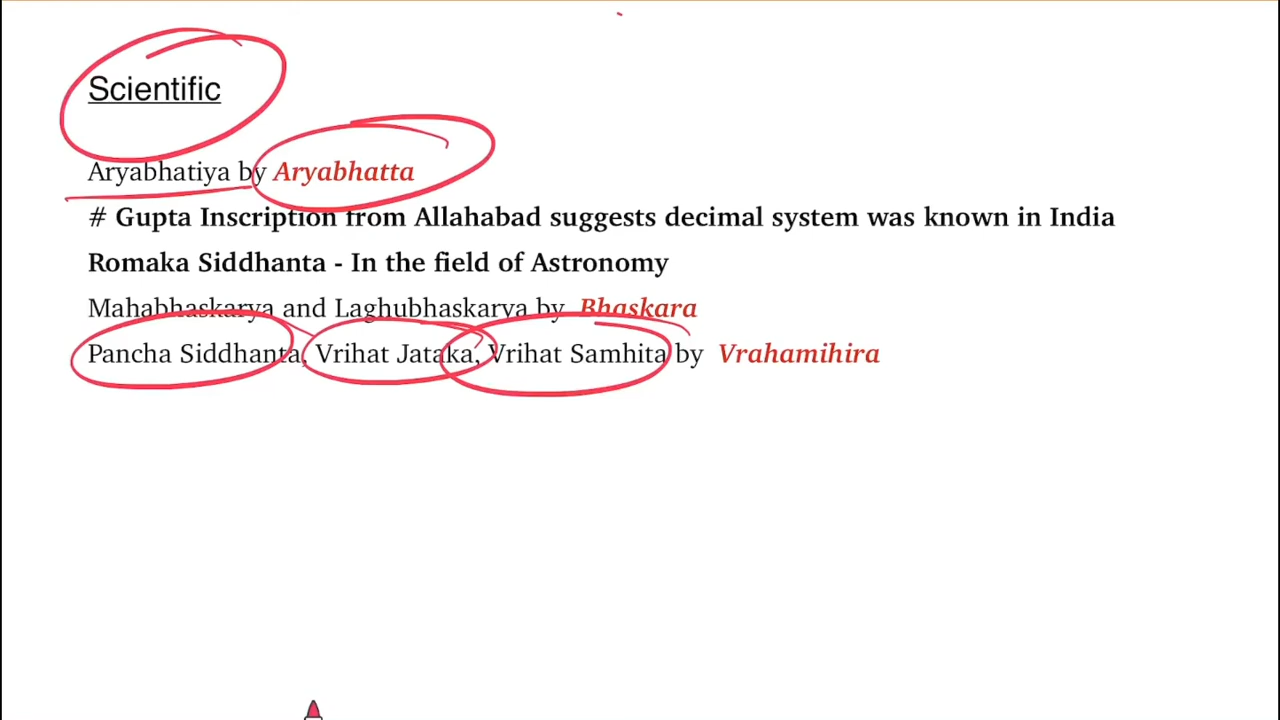 Scientific
Aryabhatiya by Aryabhatta
# Gupta Inscription from Allahabad suggests decimal system was known in India
Romaka Siddhanta - In the field of Astronomy
Mahabhaskarya and Laghubhaskarya by Bhaskara
Pancha Siddhanta, Vrihat Jataka, Vrihat Samhita by Vrahamihira